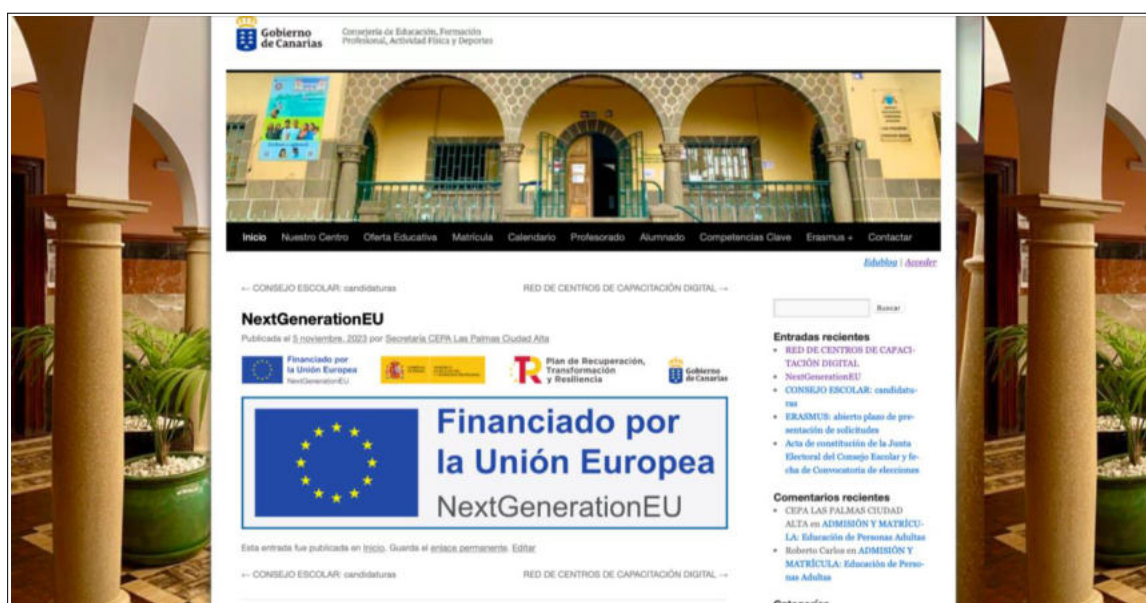 Gobierno
de Canarias
Consejería de Educación, Formación
Profesional, Actividad Física y Deportes
Inicio Nuestro Centro Oferta Educativa Matrícula Calendario Profesorado Alumnado Competencias Clave Erasmus + Contactar
Edublog | Acceder
← CONSEJO ESCOLAR: candidaturas
RED DE CENTROS DE CAPACITACIÓN DIGITAL →
NextGenerationEU
Publicada el 5 noviembre, 2023 por Secretaría CEPA Las Palmas Ciudad Alta
Financiado por
la Unión Europea
NextGenerationEU
Plan de Recuperación,
Transformación
y Resiliencia
Gobierno
de Canarias
Financiado por
la Unión Europea
NextGenerationEU
Esta entrada fue publicada en Inicio. Guarda el enlace permanente. Editar
← CONSEJO ESCOLAR: candidaturas
RED DE CENTROS DE CAPACITACIÓN DIGITAL →
Buscar
Entradas recientes
RED DE CENTROS DE CAPACI-
TACIÓN DIGITAL
NextGenerationEU
CONSEJO ESCOLAR: candidatu-
ras
ERASMUS: abierto plazo de pre-
sentación de solicitudes
Acta de constitución de la Junta
Electoral del Consejo Escolar y fe-
cha de Convocatoria de elecciones
Comentarios recientes
CEPA LAS PALMAS CIUDAD
ALTA en ADMISIÓN Y MATRÍCU-
LA: Educación de Personas Adultas
Roberto Carlos en ADMISIÓN Y
MATRÍCULA: Educación de Perso-
nas Adultas